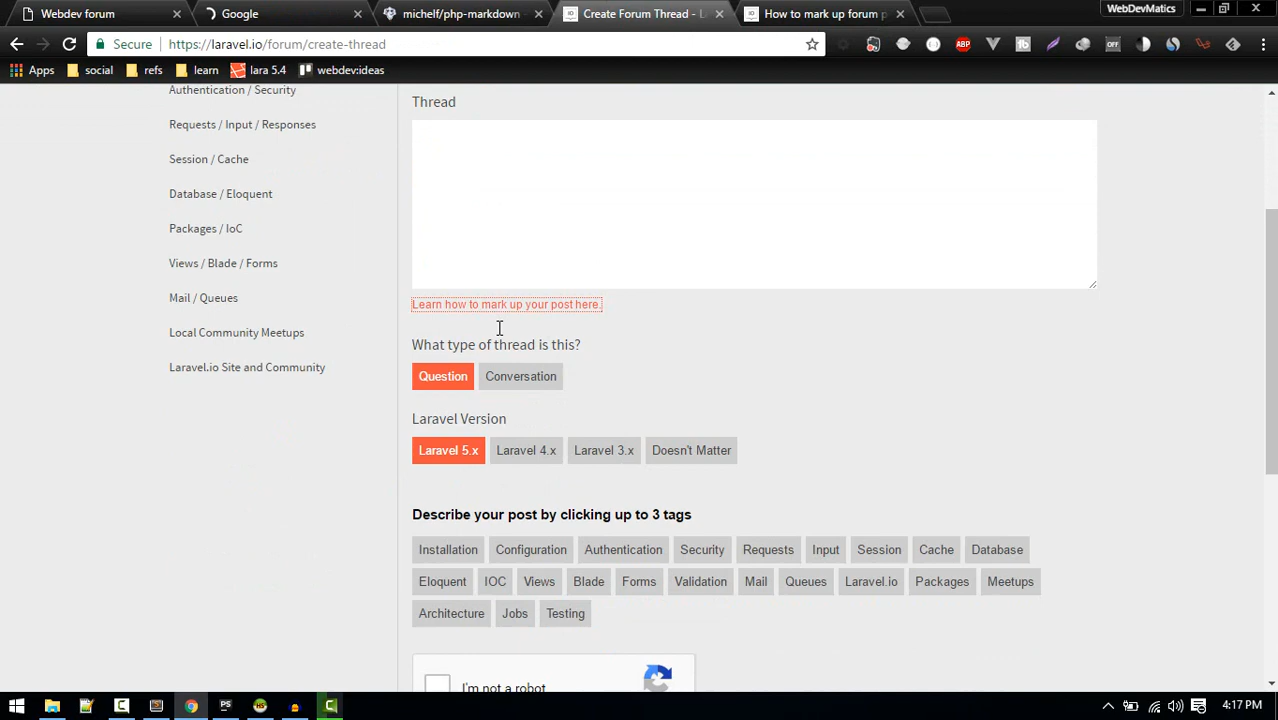 Webdev forum
Google
michelf/php-markdown
Create Forum Thread - L
How to mark up forum p
WebDevMatics
Secure
https://laravel.io/forum/create-thread
ABP
OFF
Apps
social
refs
learn
lara 5.4
webdev:ideas
Authentication / Security
Requests / Input / Responses
Session / Cache
Database / Eloquent
Packages / IoC
Views / Blade / Forms
Mail / Queues
Local Community Meetups
Laravel.io Site and Community
Thread
Learn how to mark up your post here.
What type of thread is this?
Question Conversation
Laravel Version
Laravel 5.x Laravel 4.x Laravel 3.x Doesn't Matter
Describe your post by clicking up to 3 tags
Installation Configuration Authentication Security Requests Input Session Cache Database
Eloquent IOC Views Blade Forms Validation Mail Queues Laravel.io Packages Meetups
Architecture Jobs Testing
I'm not a robot
4:17 PM